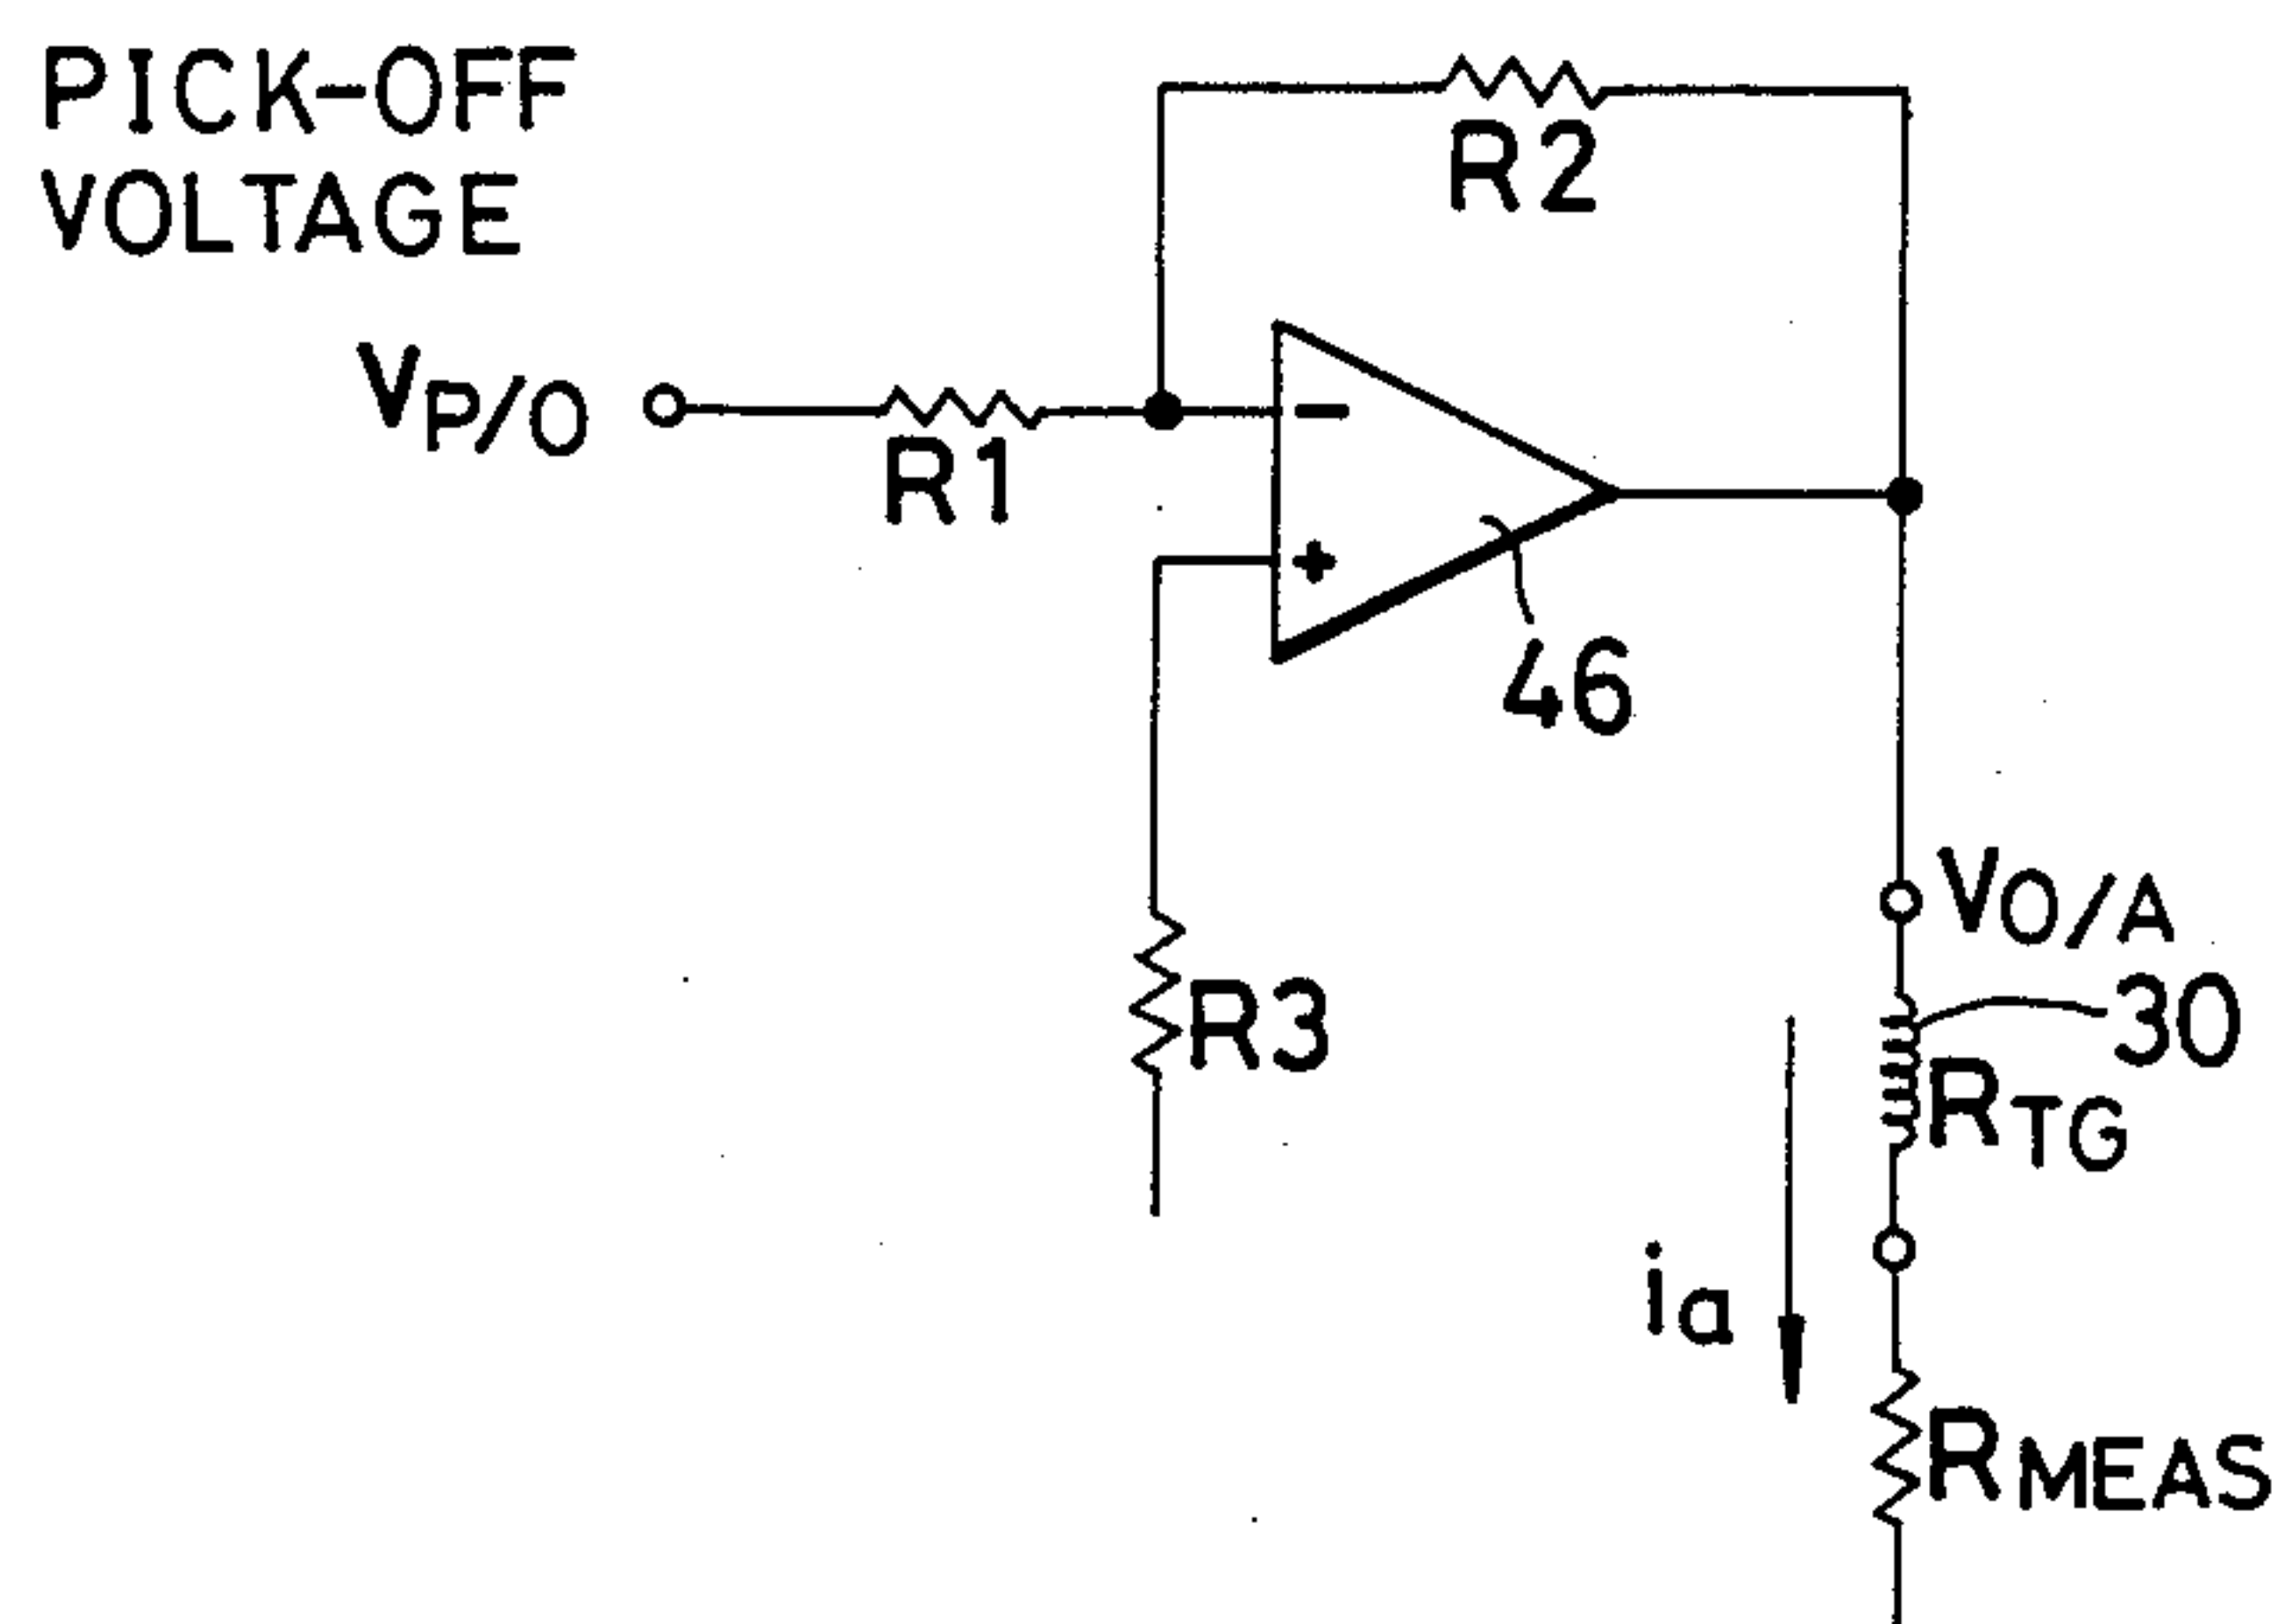 PICK-OFF
VOLTAGE
R2
VP/O
R1
−
+
46
VO/A
30
R3
RTG
ia
RMEAS